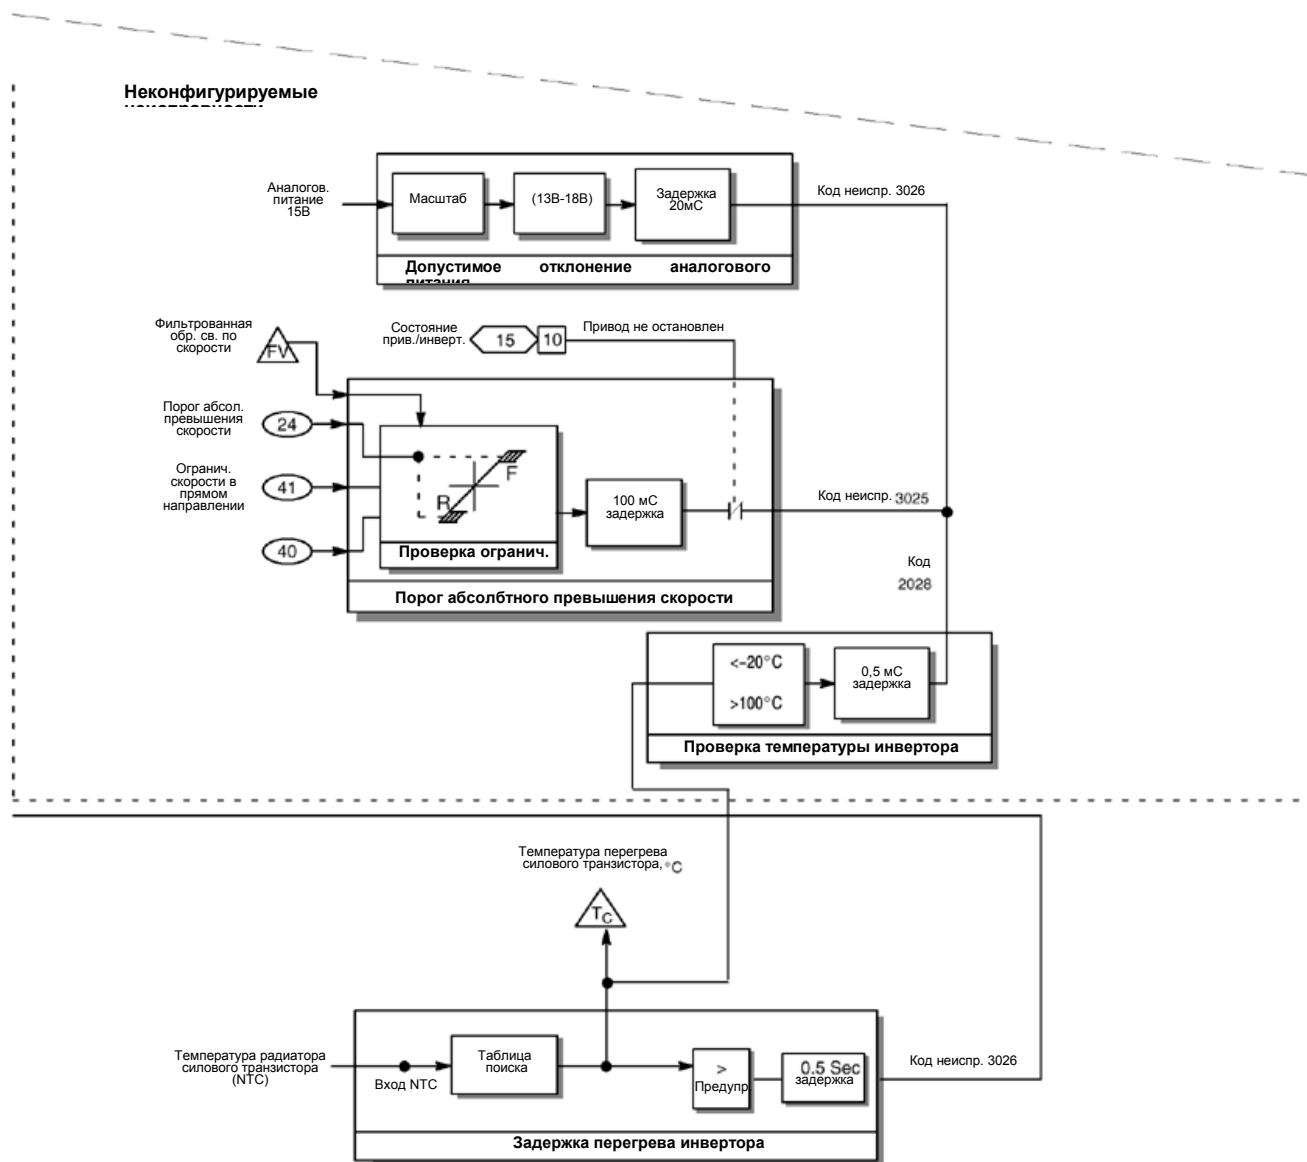 Неконфигурируемые
Аналогов.
питание
15В
Масштаб
(13В-18В)
Задержка
20мС
Код неиспр. 3026
Допустимое отклонение аналогового
питания
Фильтрованная
обр. св. по
скорости
FV
Состояние
прив./инверт.
15
10
Привод не остановлен
Порог абсол.
превышения
скорости
24
Огранич.
скорости в
прямом
направлении
41
40
F
R
Проверка огранич.
100 мС
задержка
Код неиспр. 3025
Порог абсолбтного превышения скорости
Код
2028
<-20°C
>100°C
0,5 мС
задержка
Проверка температуры инвертора
Температура перегрева
силового транзистора, °C
TC
Температура радиатора
силового транзистора
(NTC)
Вход NTC
Таблица
поиска
>
Предупр.
0.5 Sec
задержка
Код неиспр. 3026
Задержка перегрева инвертора